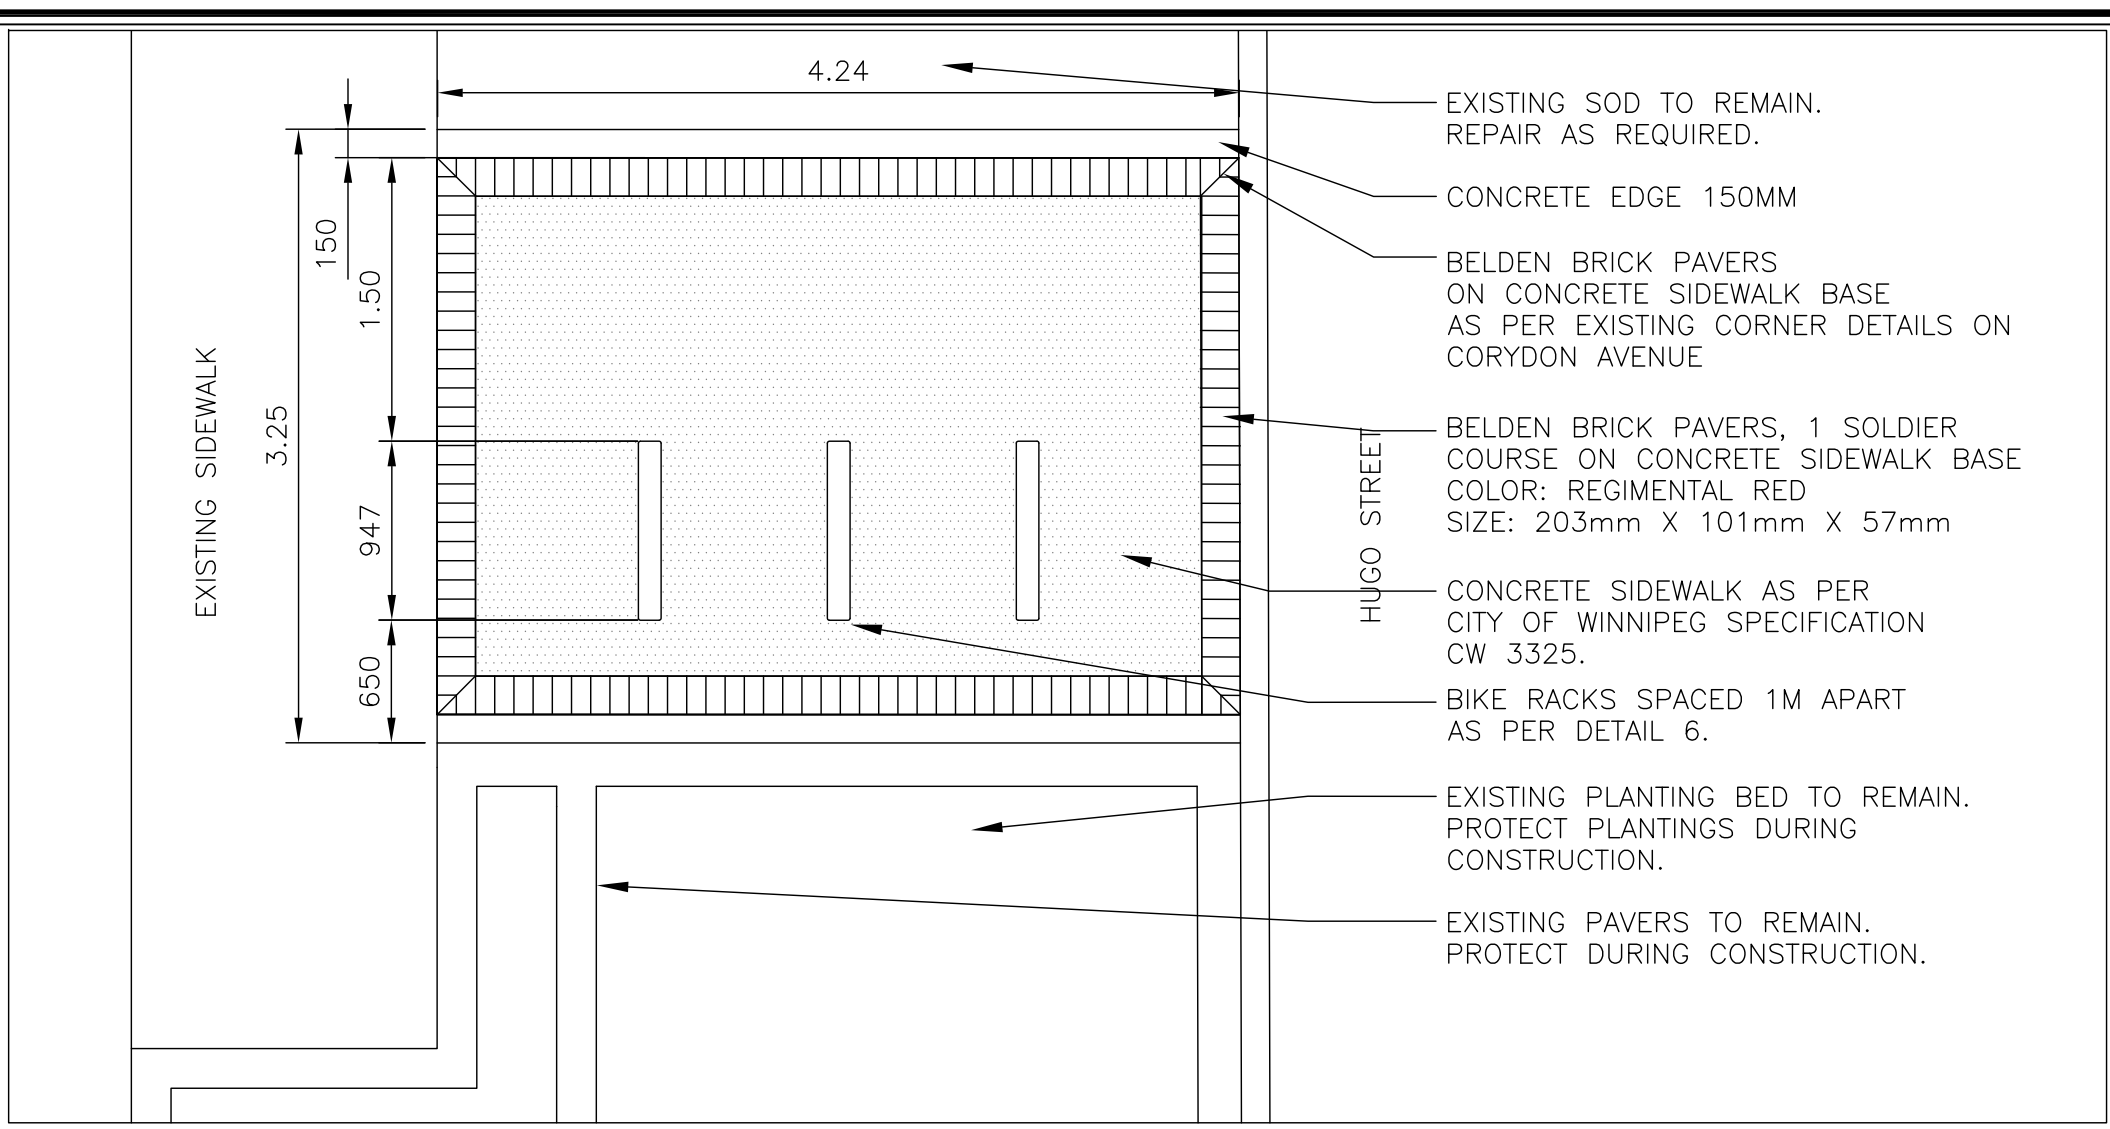 4.24
150
1.50
3.25
947
650
EXISTING SIDEWALK
HUGO STREET
EXISTING SOD TO REMAIN.
REPAIR AS REQUIRED.
CONCRETE EDGE 150MM
BELDEN BRICK PAVERS
ON CONCRETE SIDEWALK BASE
AS PER EXISTING CORNER DETAILS ON
CORYDON AVENUE
BELDEN BRICK PAVERS, 1 SOLDIER
COURSE ON CONCRETE SIDEWALK BASE
COLOR: REGIMENTAL RED
SIZE: 203mm X 101mm X 57mm
CONCRETE SIDEWALK AS PER
CITY OF WINNIPEG SPECIFICATION
CW 3325.
BIKE RACKS SPACED 1M APART
AS PER DETAIL 6.
EXISTING PLANTING BED TO REMAIN.
PROTECT PLANTINGS DURING
CONSTRUCTION.
EXISTING PAVERS TO REMAIN.
PROTECT DURING CONSTRUCTION.